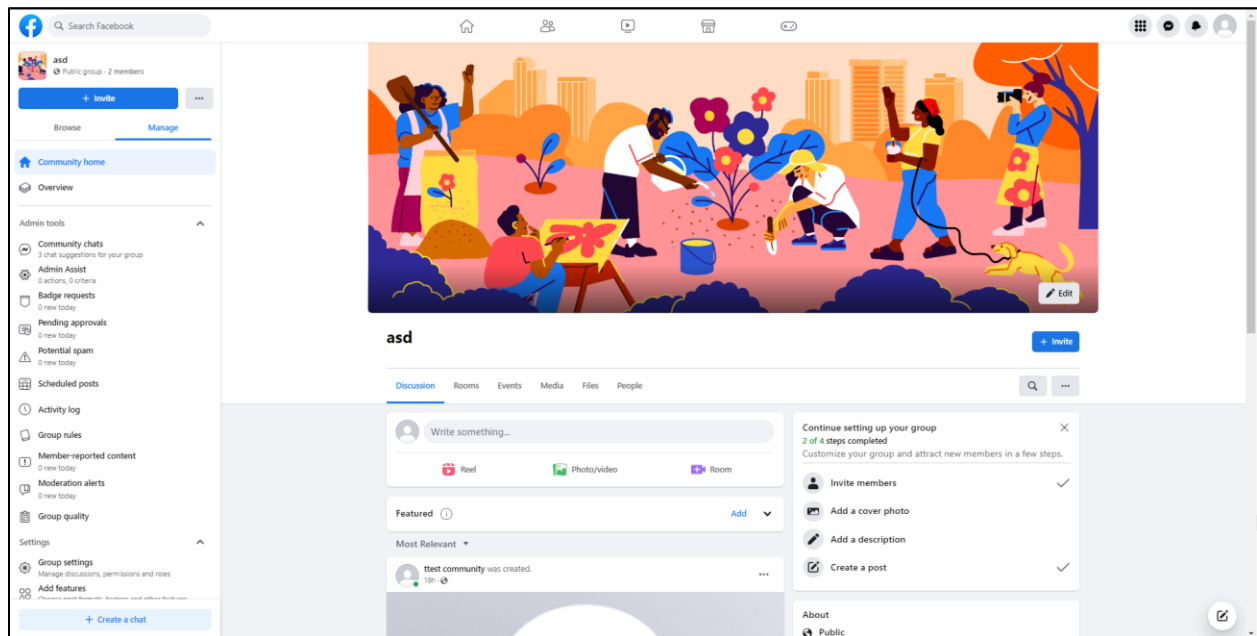 Search Facebook
asd
Public group · 2 members
+ Invite
Browse
Manage
Community home
Overview
Admin tools
Community chats
3 chat suggestions for your group
Admin Assist
0 actions, 0 criteria
Badge requests
0 new today
Pending approvals
0 new today
Potential spam
0 new today
Scheduled posts
Activity log
Group rules
Member-reported content
0 new today
Moderation alerts
0 new today
Group quality
Settings
Group settings
Manage discussions, permissions and roles
Add features
+ Create a chat
Edit
asd
+ Invite
Discussion
Rooms
Events
Media
Files
People
Write something...
Reel
Photo/video
Room
Featured
Add
Most Relevant
ttest community was created.
18h ·
Continue setting up your group
2 of 4 steps completed
Customize your group and attract new members in a few steps.
Invite members
Add a cover photo
Add a description
Create a post
About
Public